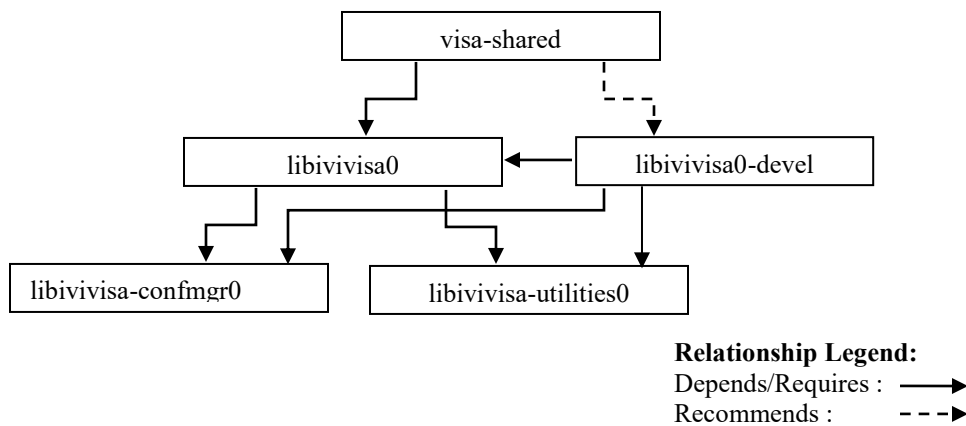 visa-shared
libivivisa0
libivivisa0-devel
libivivisa-confmgr0
libivivisa-utilities0
Relationship Legend:
Depends/Requires :
Recommends :